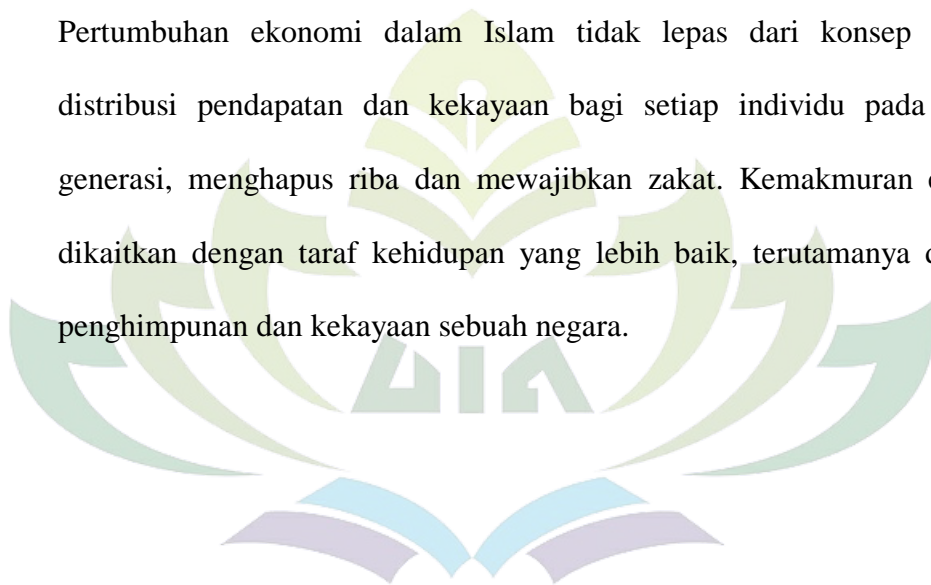 Pertumbuhan ekonomi dalam Islam tidak lepas dari konsep
distribusi pendapatan dan kekayaan bagi setiap individu pada
generasi, menghapus riba dan mewajibkan zakat. Kemakmuran
dikaitkan dengan taraf kehidupan yang lebih baik, terutamanya
penghimpunan dan kekayaan sebuah negara.
UIN